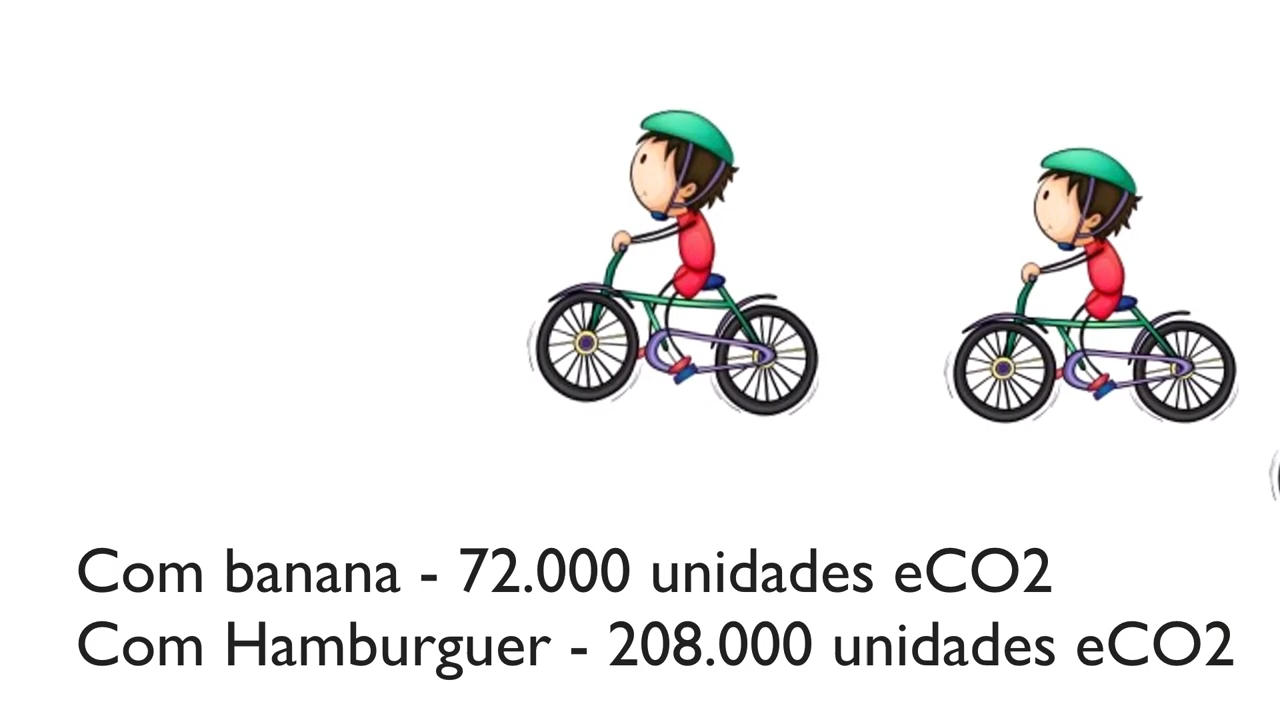 Com banana - 72.000 unidades eCO2
Com Hamburguer - 208.000 unidades eCO2